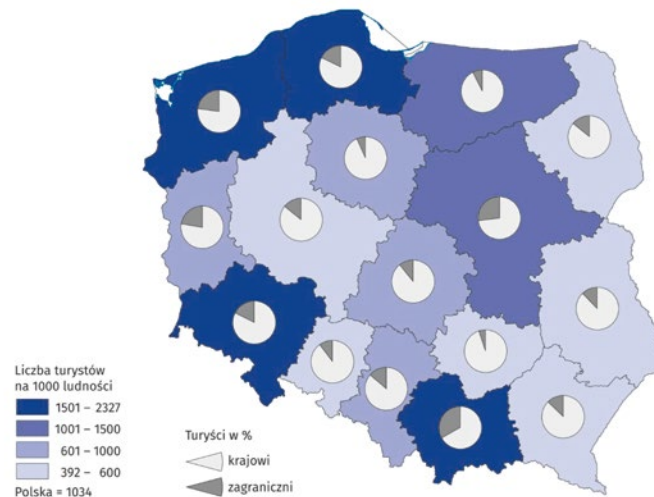 Liczba turystów
na 1000 ludności
1501 – 2327
1001 – 1500
601 – 1000
392 – 600
Polska = 1034
Turyści w %
krajowi
zagraniczni